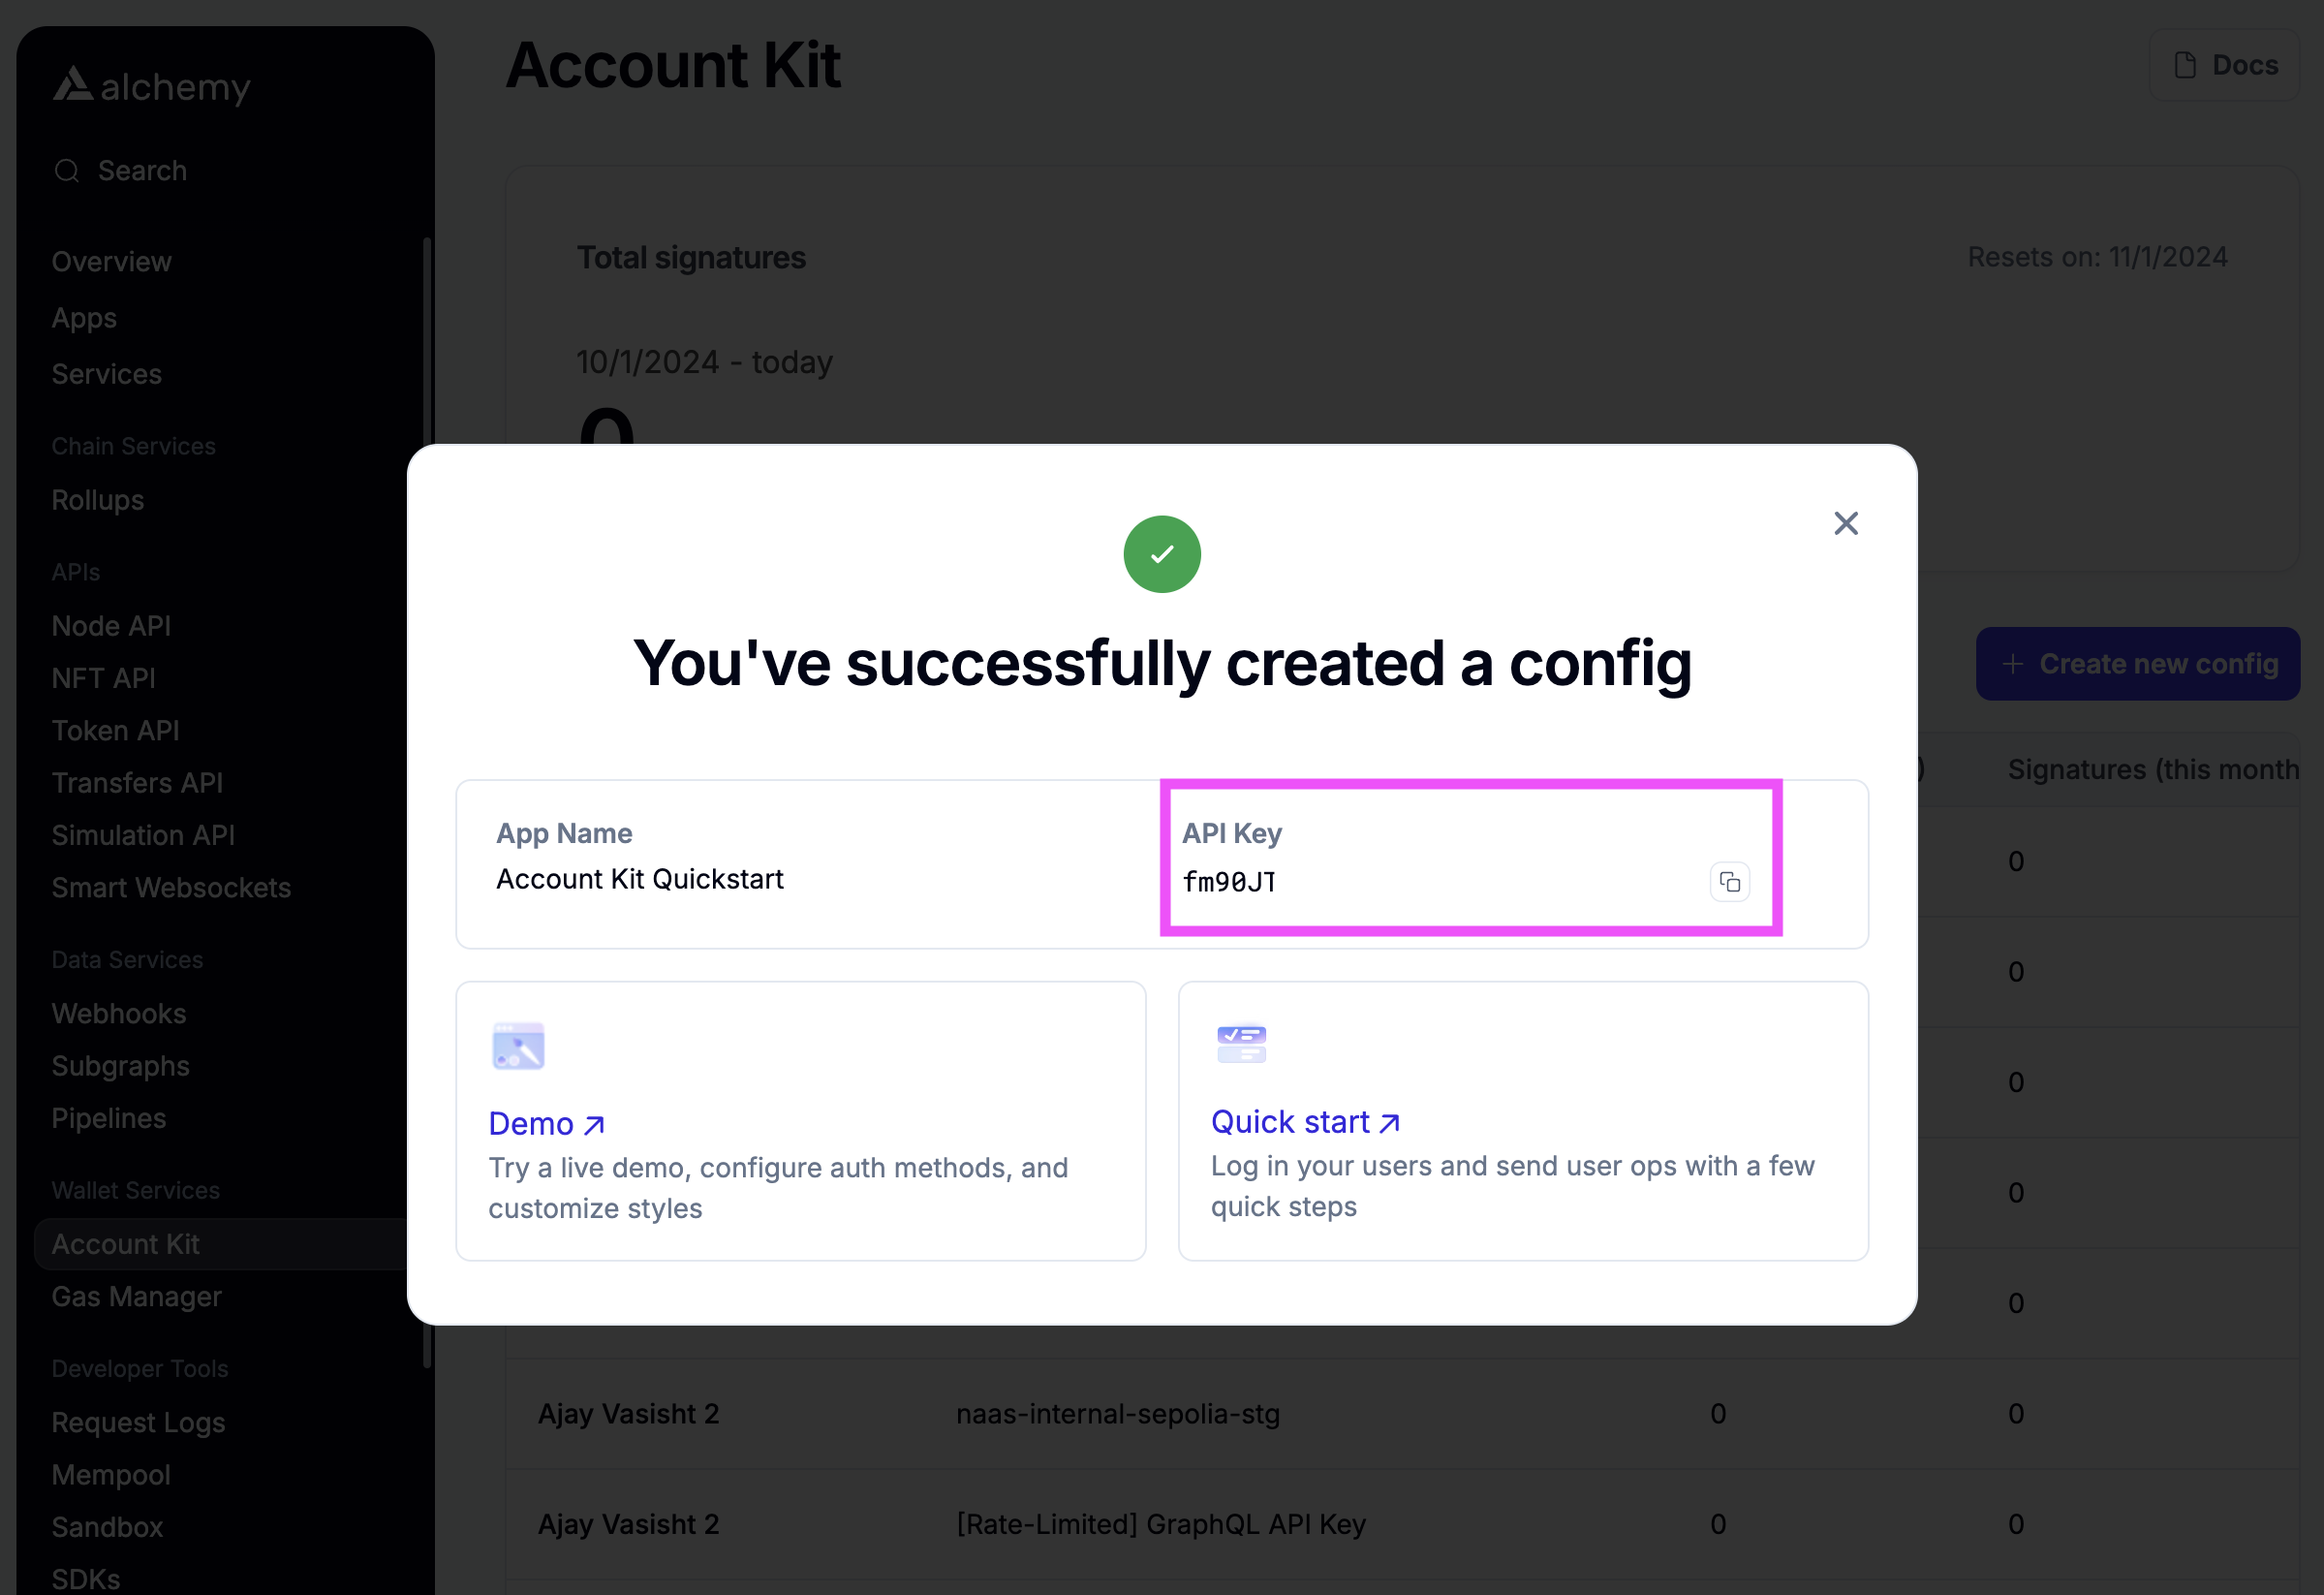 alchemy
Search
Overview
Apps
Services
Chain Services
Rollups
APIs
Node API
NFT API
Token API
Transfers API
Simulation API
Smart Websockets
Data Services
Webhooks
Subgraphs
Pipelines
Wallet Services
Account Kit
Gas Manager
Developer Tools
Request Logs
Mempool
Sandbox
SDKs
Account Kit
Docs
Total signatures
Resets on: 11/1/2024
10/1/2024 - today
0
Create new config
You've successfully created a config
App Name
Account Kit Quickstart
API Key
fm90JT
Demo
Try a live demo, configure auth methods, and
customize styles
Quick start
Log in your users and send user ops with a few
quick steps
) Signatures (this month
0
0
0
0
0
Ajay Vasisht 2 naas-internal-sepolia-stg 0 0
Ajay Vasisht 2 [Rate-Limited] GraphQL API Key 0 0